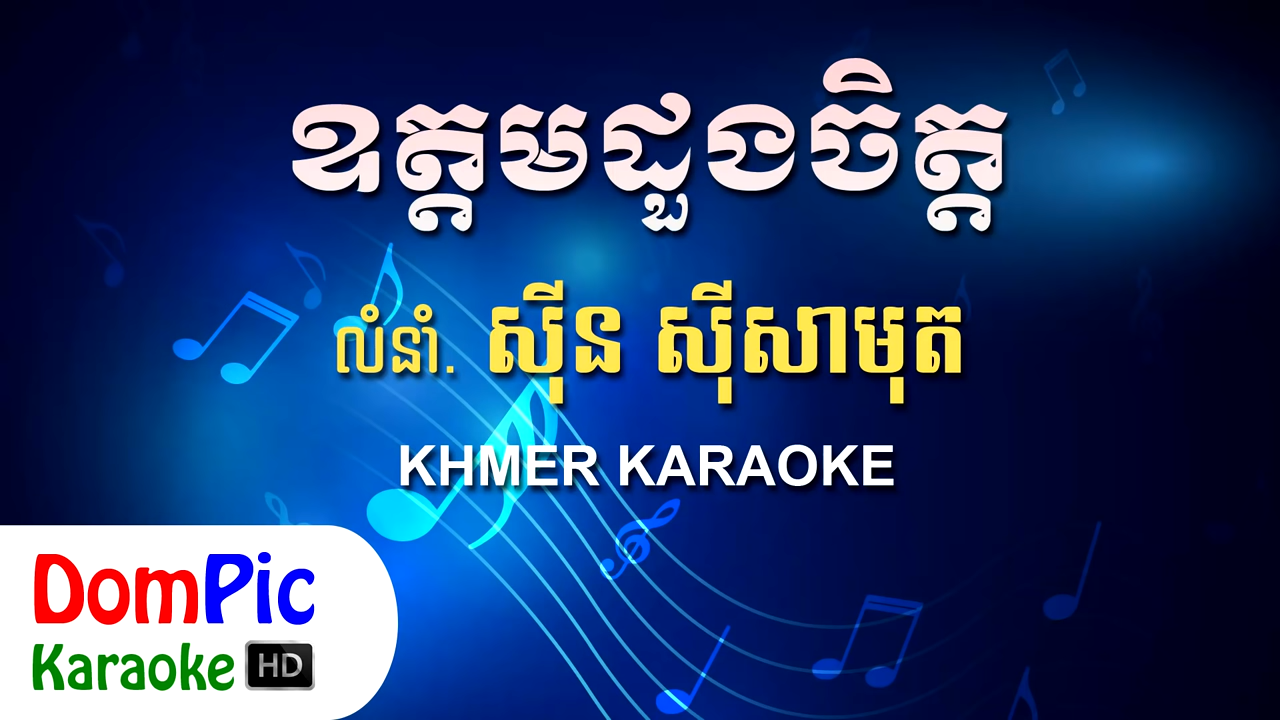 ឧត្តមដួងចិត្ត
លំនាំ. ស៊ីន ស៊ីសាមុត
KHMER KARAOKE
DomPic
Karaoke HD